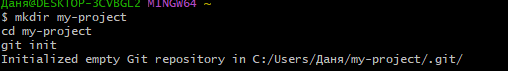 Даня@DESKTOP-3CVBGL2 MINGW64 ~
$ mkdir my-project
cd my-project
git init
Initialized empty Git repository in C:/Users/Даня/my-project/.git/